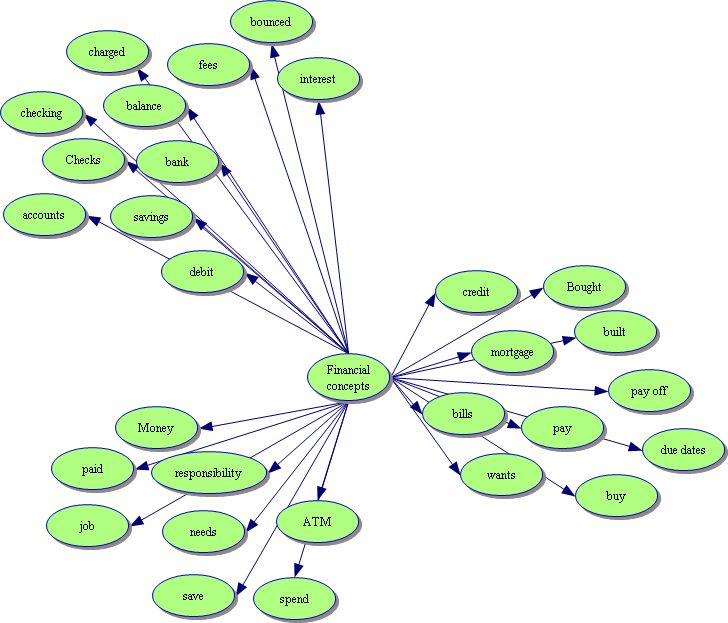 bounced
charged
fees
interest
balance
checking
Checks
bank
accounts
savings
debit
credit
Bought
built
mortgage
Financial
concepts
pay off
bills
pay
Money
due dates
paid
responsibility
wants
buy
job
needs
ATM
save
spend